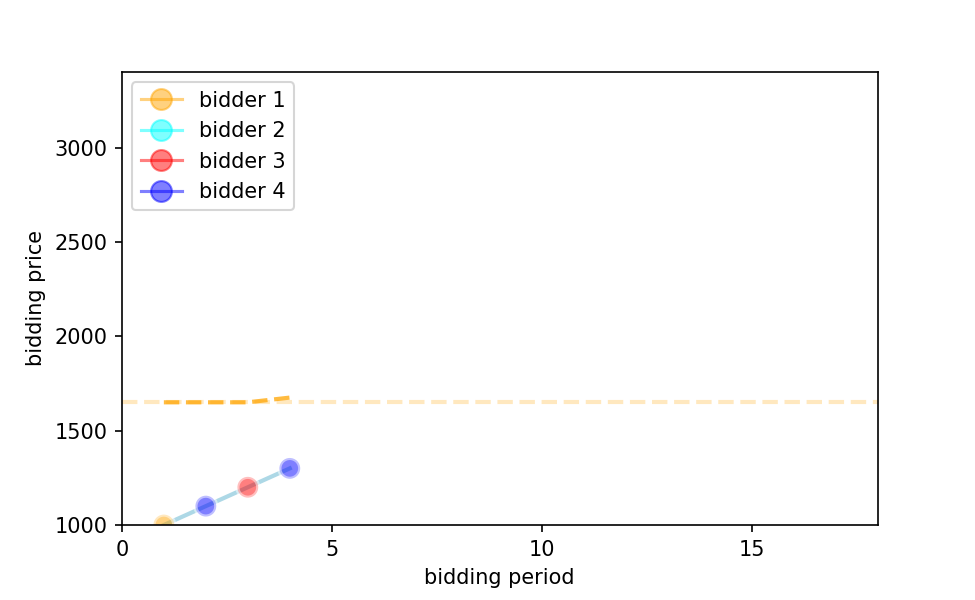 bidder 1
bidder 2
bidder 3
bidder 4
3000
2500
2000
1500
1000
bidding price
0
5
10
15
bidding period